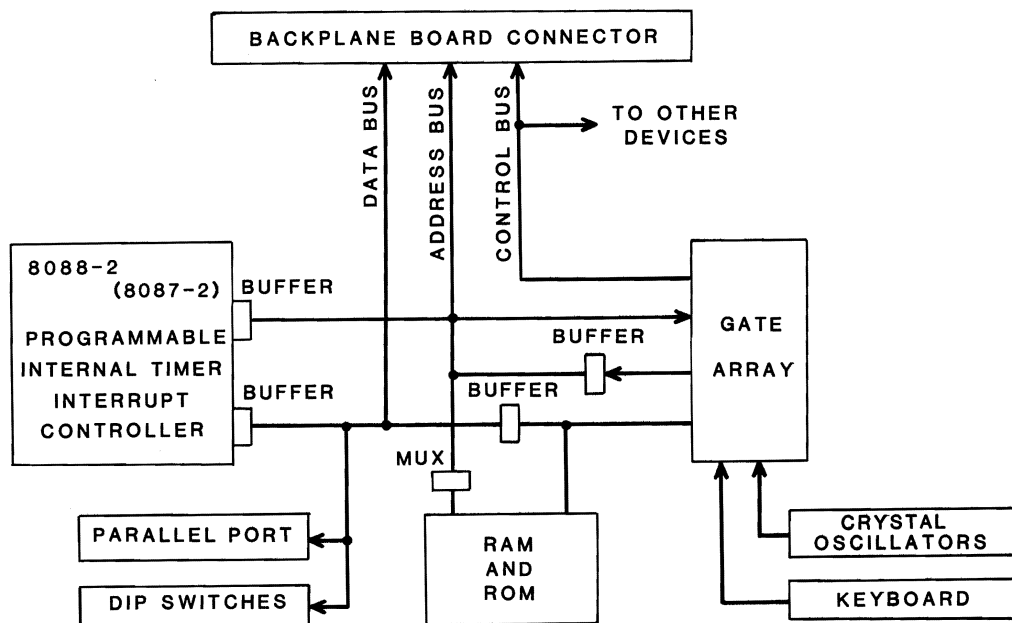 BACKPLANE BOARD CONNECTOR
DATA BUS
ADDRESS BUS
CONTROL BUS
TO OTHER
DEVICES
8088-2
(8087-2)
PROGRAMMABLE
INTERNAL TIMER
INTERRUPT
CONTROLLER
BUFFER
BUFFER
BUFFER
BUFFER
GATE
ARRAY
MUX
PARALLEL PORT
DIP SWITCHES
RAM
AND
ROM
CRYSTAL
OSCILLATORS
KEYBOARD